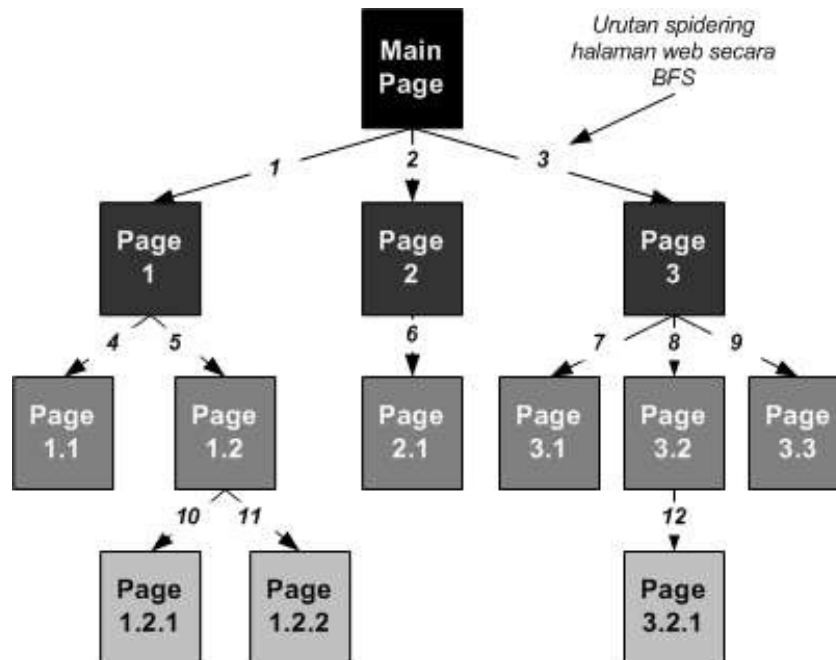 Main
Page
Urutan spidering
halaman web secara
BFS
1
2
3
Page
1
Page
2
Page
3
4
5
6
7
8
9
Page
1.1
Page
1.2
Page
2.1
Page
3.1
Page
3.2
Page
3.3
10
11
12
Page
1.2.1
Page
1.2.2
Page
3.2.1